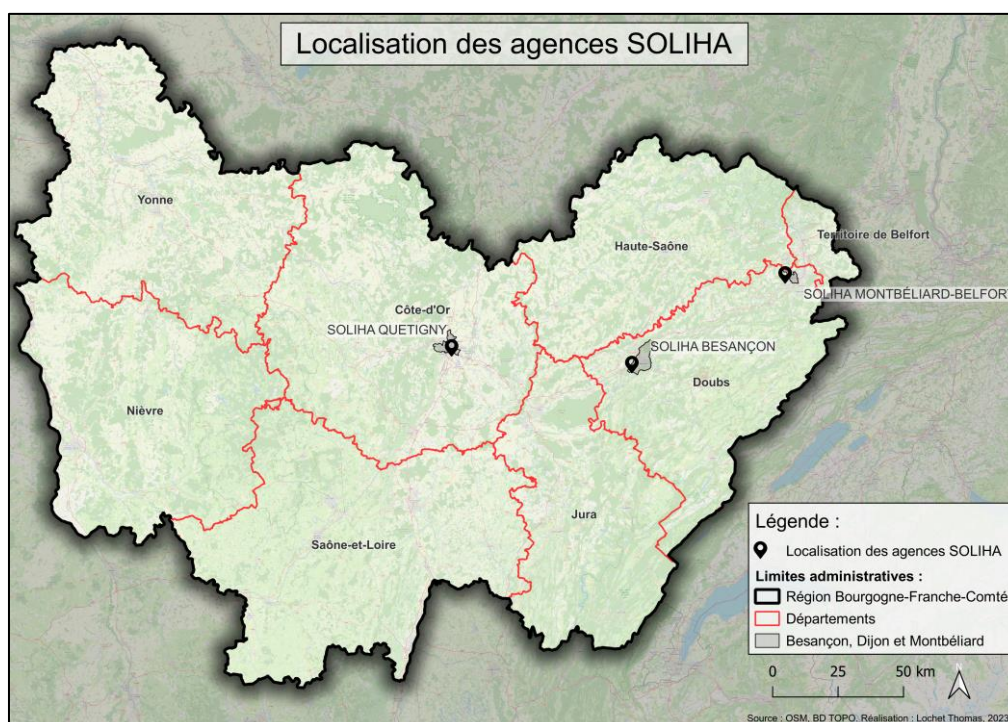 Localisation des agences SOLIHA
Yonne
Haute-Saône
Territoire de Belfort
SOLIHA MONTBÉLIARD-BELFORT
Côte-d'Or
SOLIHA QUETIGNY
SOLIHA BESANÇON
Doubs
Nièvre
Jura
Saône-et-Loire
Légende :
Localisation des agences SOLIHA
Limites administratives :
Région Bourgogne-Franche-Comté
Départements
Besançon, Dijon et Montbéliard
0 25 50 km
N
Source : OSM, BD TOPO. Réalisation : Lochet Thomas, 2023